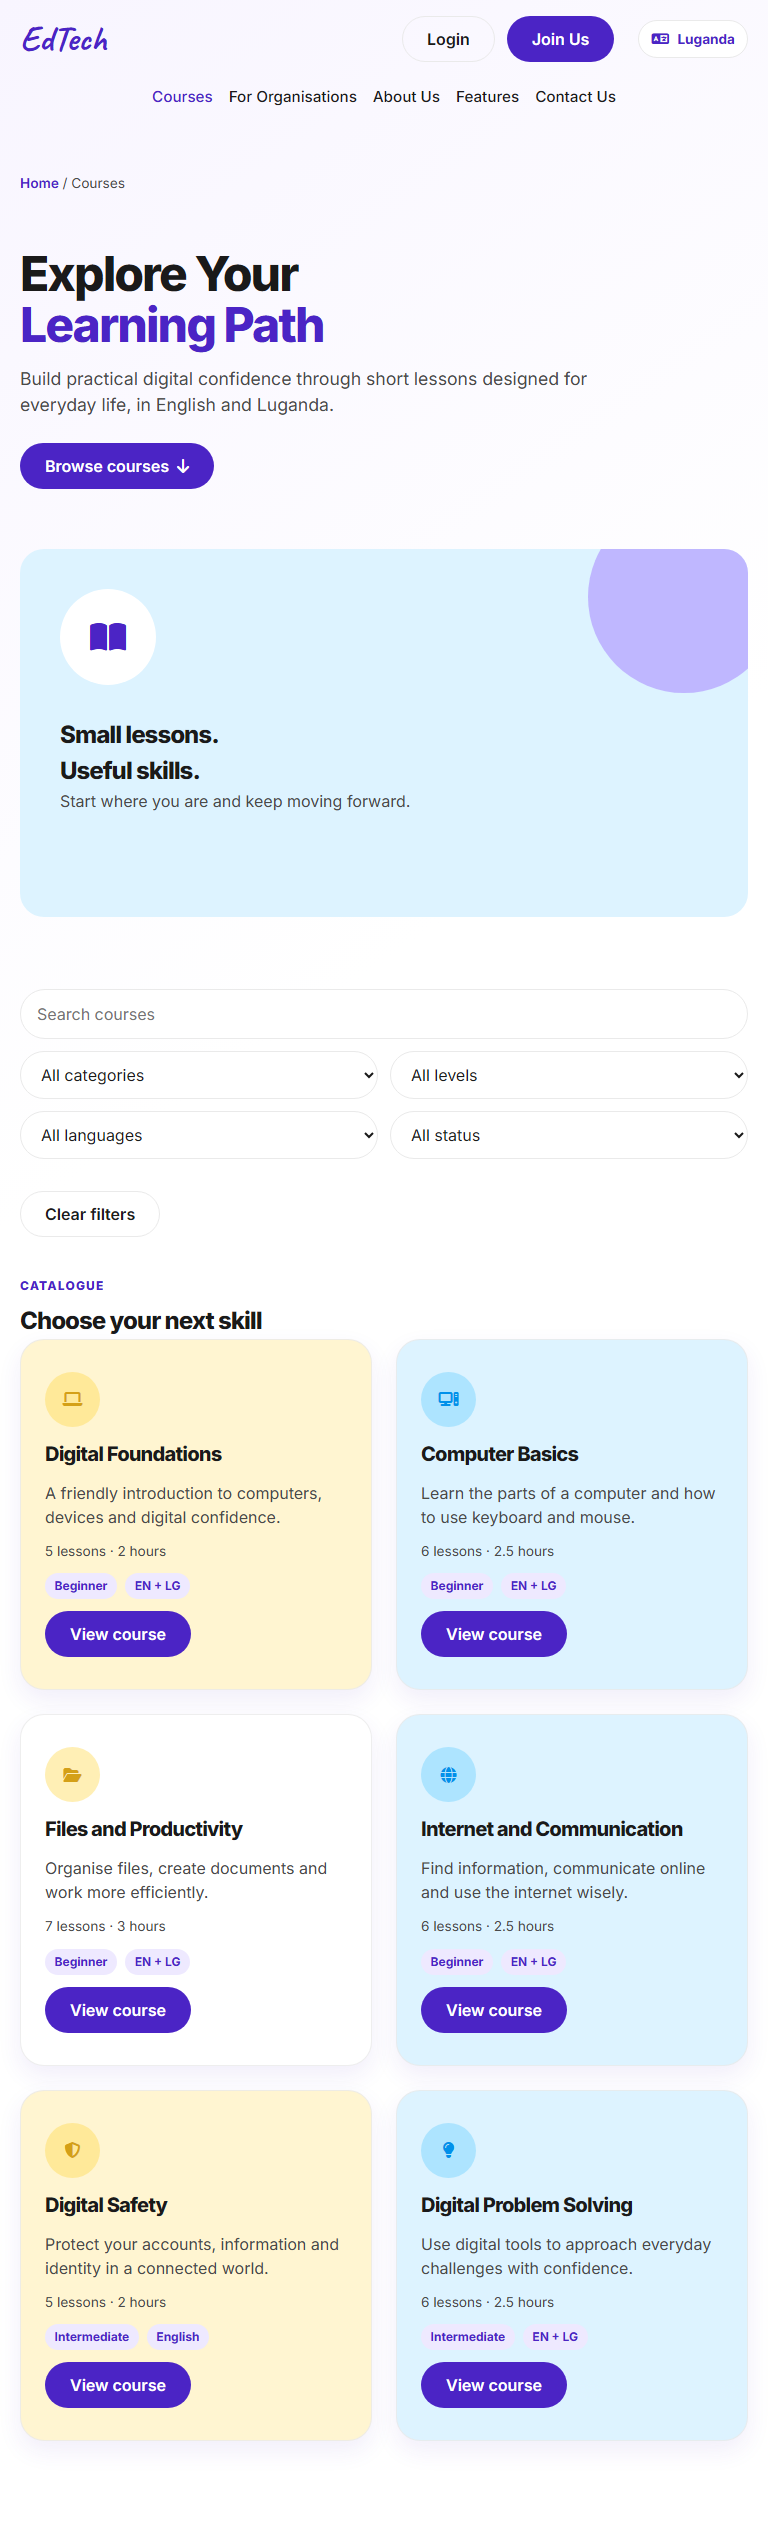 EdTech
Login
Join Us
Luganda
Courses
For Organisations
About Us
Features
Contact Us
Home / Courses
Explore Your
Learning Path
Build practical digital confidence through short lessons designed for
everyday life, in English and Luganda.
Browse courses ↓
Small lessons.
Useful skills.
Start where you are and keep moving forward.
Search courses
All categories
All levels
All languages
All status
Clear filters
CATALOGUE
Choose your next skill
Digital Foundations
A friendly introduction to computers,
devices and digital confidence.
5 lessons · 2 hours
Beginner
EN + LG
View course
Computer Basics
Learn the parts of a computer and how
to use keyboard and mouse.
6 lessons · 2.5 hours
Beginner
EN + LG
View course
Files and Productivity
Organise files, create documents and
work more efficiently.
7 lessons · 3 hours
Beginner
EN + LG
View course
Internet and Communication
Find information, communicate online
and use the internet wisely.
6 lessons · 2.5 hours
Beginner
EN + LG
View course
Digital Safety
Protect your accounts, information and
identity in a connected world.
5 lessons · 2 hours
Intermediate
English
View course
Digital Problem Solving
Use digital tools to approach everyday
challenges with confidence.
6 lessons · 2.5 hours
Intermediate
EN + LG
View course